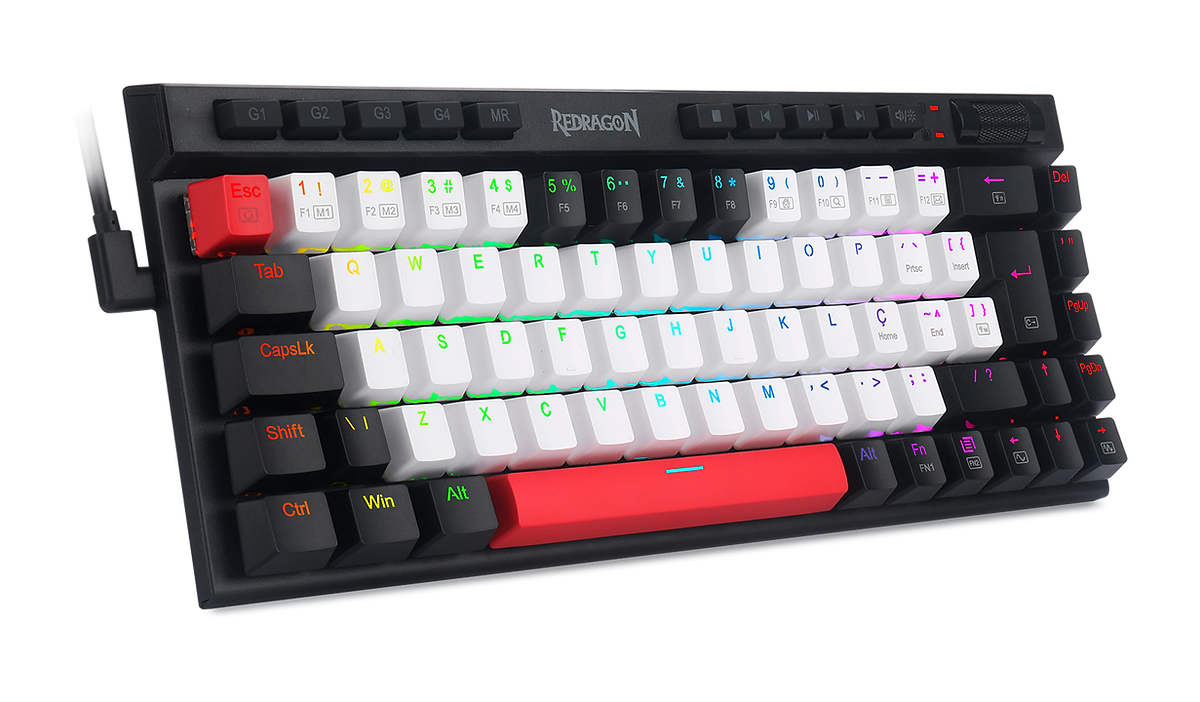 G1 G2 G3 G4 MR REDRAGON
Esc 1 ! 2 @ 3 # 4 $ 5 % 6 ¨ 7 & 8 * 9 ( 0 ) - _ = + ← Del
F1 M1 F2 M2 F3 M3 F4 M4 F5 F6 F7 F8 F9 F10 F11 F12
Tab Q W E R T Y U I O P ´ ` [ { ' "
Prtsc Insert
CapsLk A S D F G H J K L Ç ~ ^ ] } PgUp
Home End
Shift \ | Z X C V B N M , < . > ; : / ? ↑ PgDn
Ctrl Win Alt Alt Fn ← ↓ →
FN1 FN2